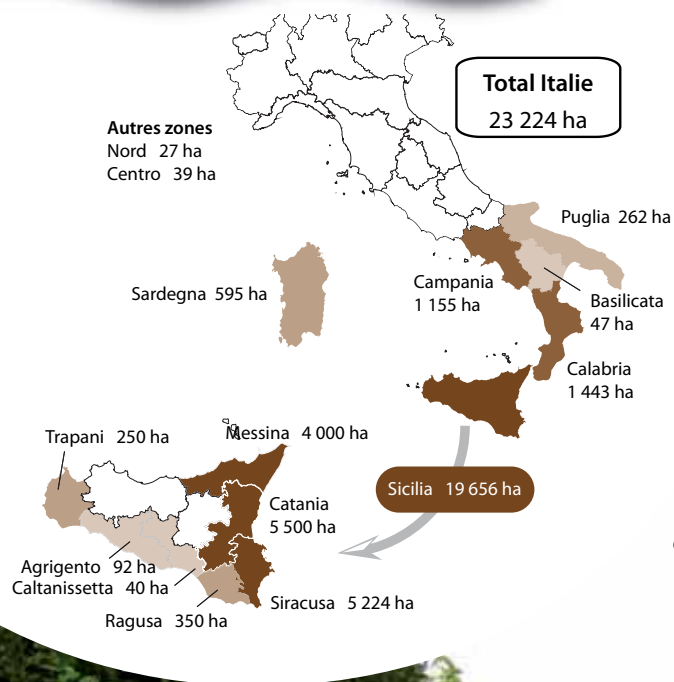 Total Italie
23 224 ha
Autres zones
Nord 27 ha
Centro 39 ha
Puglia 262 ha
Sardegna 595 ha
Campania
1 155 ha
Basilicata
47 ha
Calabria
1 443 ha
Trapani 250 ha
Messina 4 000 ha
Sicilia 19 656 ha
Catania
5 500 ha
Agrigento 92 ha
Caltanissetta 40 ha
Siracusa 5 224 ha
Ragusa 350 ha